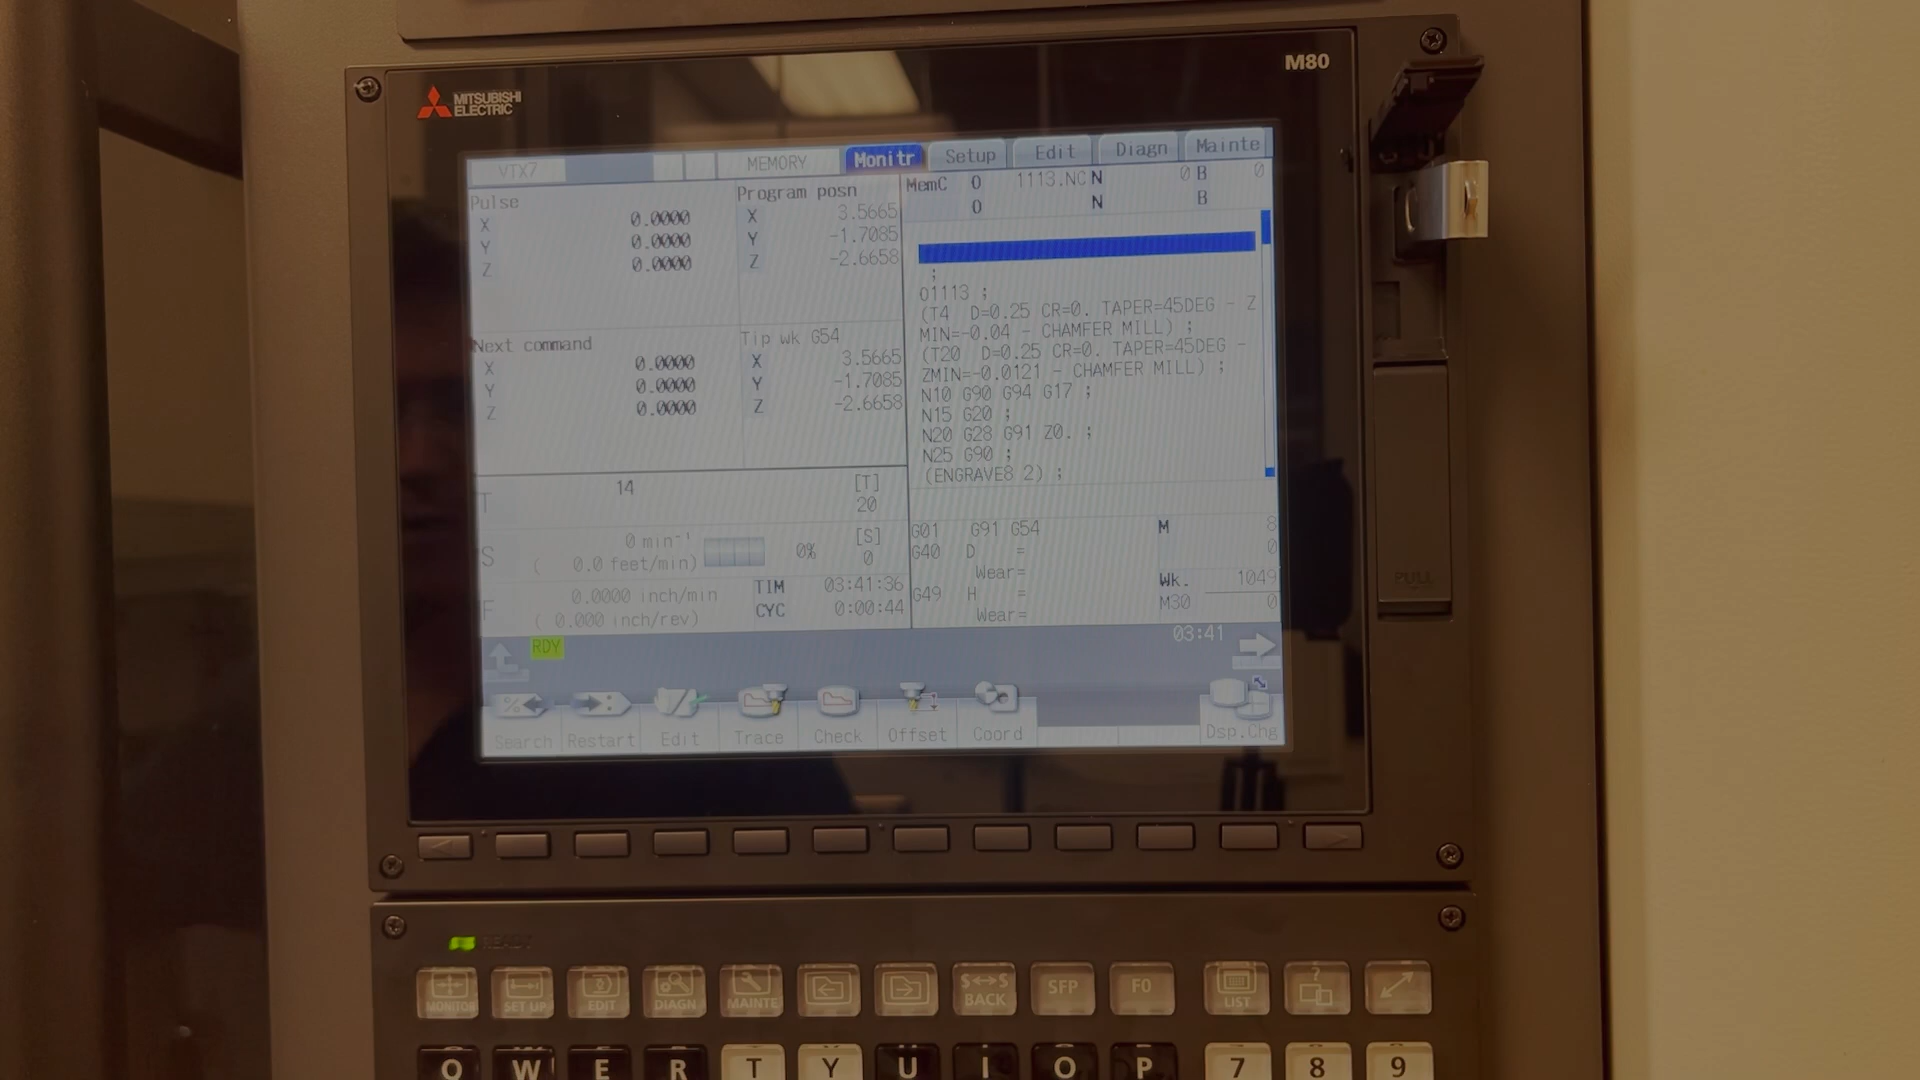 M80
MITSUBISHI
ELECTRIC
VTX7 MEMORY Monitr Setup Edit Diagn Mainte
Pulse
X 0.0000
Y 0.0000
Z 0.0000
Program posn
X 3.5665
Y -1.7085
Z -2.6658
Next command
X 0.0000
Y 0.0000
Z 0.0000
Tip wk G54
X 3.5665
Y -1.7085
Z -2.6658
T 14 [T]
20
S 0 min⁻¹ 0% [S]
( 0.0 feet/min) 0
F 0.0000 inch/min
( 0.000 inch/rev)
TIM 03:41:36
CYC 0:00:44
MemC O 1113.NC N 0 B 0
O N B
;
O1113 ;
(T4 D=0.25 CR=0. TAPER=45DEG - Z
MIN=-0.04 - CHAMFER MILL) ;
(T20 D=0.25 CR=0. TAPER=45DEG -
ZMIN=-0.0121 - CHAMFER MILL) ;
N10 G90 G94 G17 ;
N15 G20 ;
N20 G28 G91 Z0. ;
N25 G90 ;
(ENGRAVE8 2) ;
G01 G91 G54 M 8
G40 D = 0
Wear=
G49 H =
Wear=
Wk. 1049
M30 0
RDY 03:41
Search Restart Edit Trace Check Offset Coord Dsp.Chg
PULL
READY
MONITOR SET UP EDIT DIAGN MAINTE $↔$ BACK SFP F0 LIST ?
Q W E R T Y U I O P 7 8 9